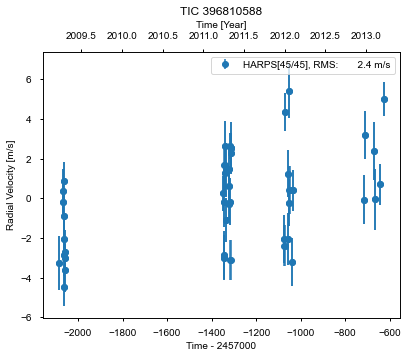 TIC 396810588
Time [Year]
2009.5 2010.0 2010.5 2011.0 2011.5 2012.0 2012.5 2013.0
HARPS[45/45], RMS: 2.4 m/s
6
4
2
0
−2
−4
−6
Radial Velocity [m/s]
−2000 −1800 −1600 −1400 −1200 −1000 −800 −600
Time - 2457000